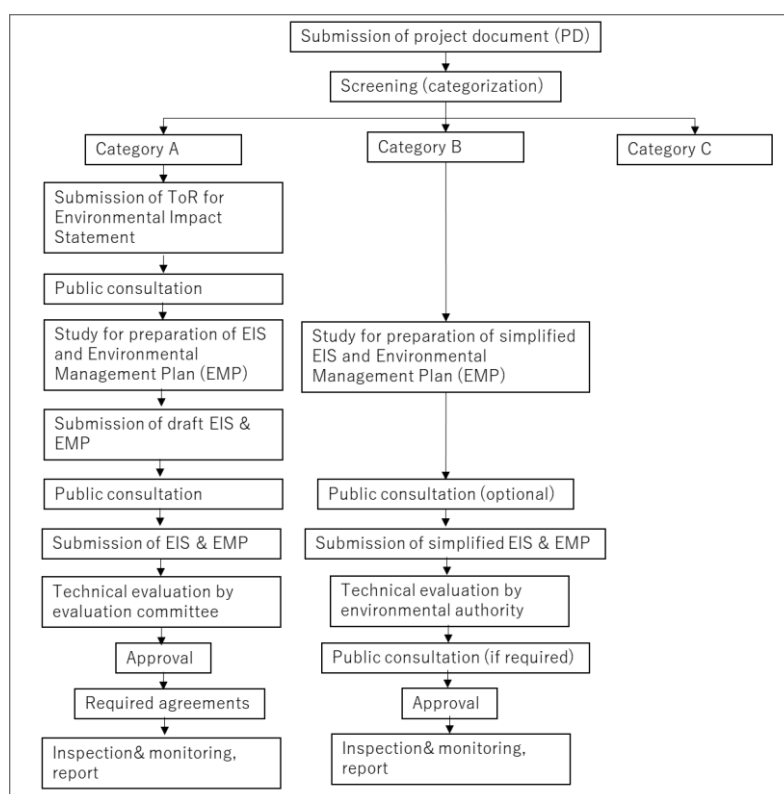 Submission of project document (PD)
Screening (categorization)
Category A
Category B
Category C
Submission of ToR for
Environmental Impact
Statement
Public consultation
Study for preparation of EIS
and Environmental
Management Plan (EMP)
Study for preparation of simplified
EIS and Environmental
Management Plan (EMP)
Submission of draft EIS &
EMP
Public consultation
Public consultation (optional)
Submission of EIS & EMP
Submission of simplified EIS & EMP
Technical evaluation by
evaluation committee
Technical evaluation by
environmental authority
Approval
Public consultation (if required)
Required agreements
Approval
Inspection& monitoring,
report
Inspection& monitoring,
report